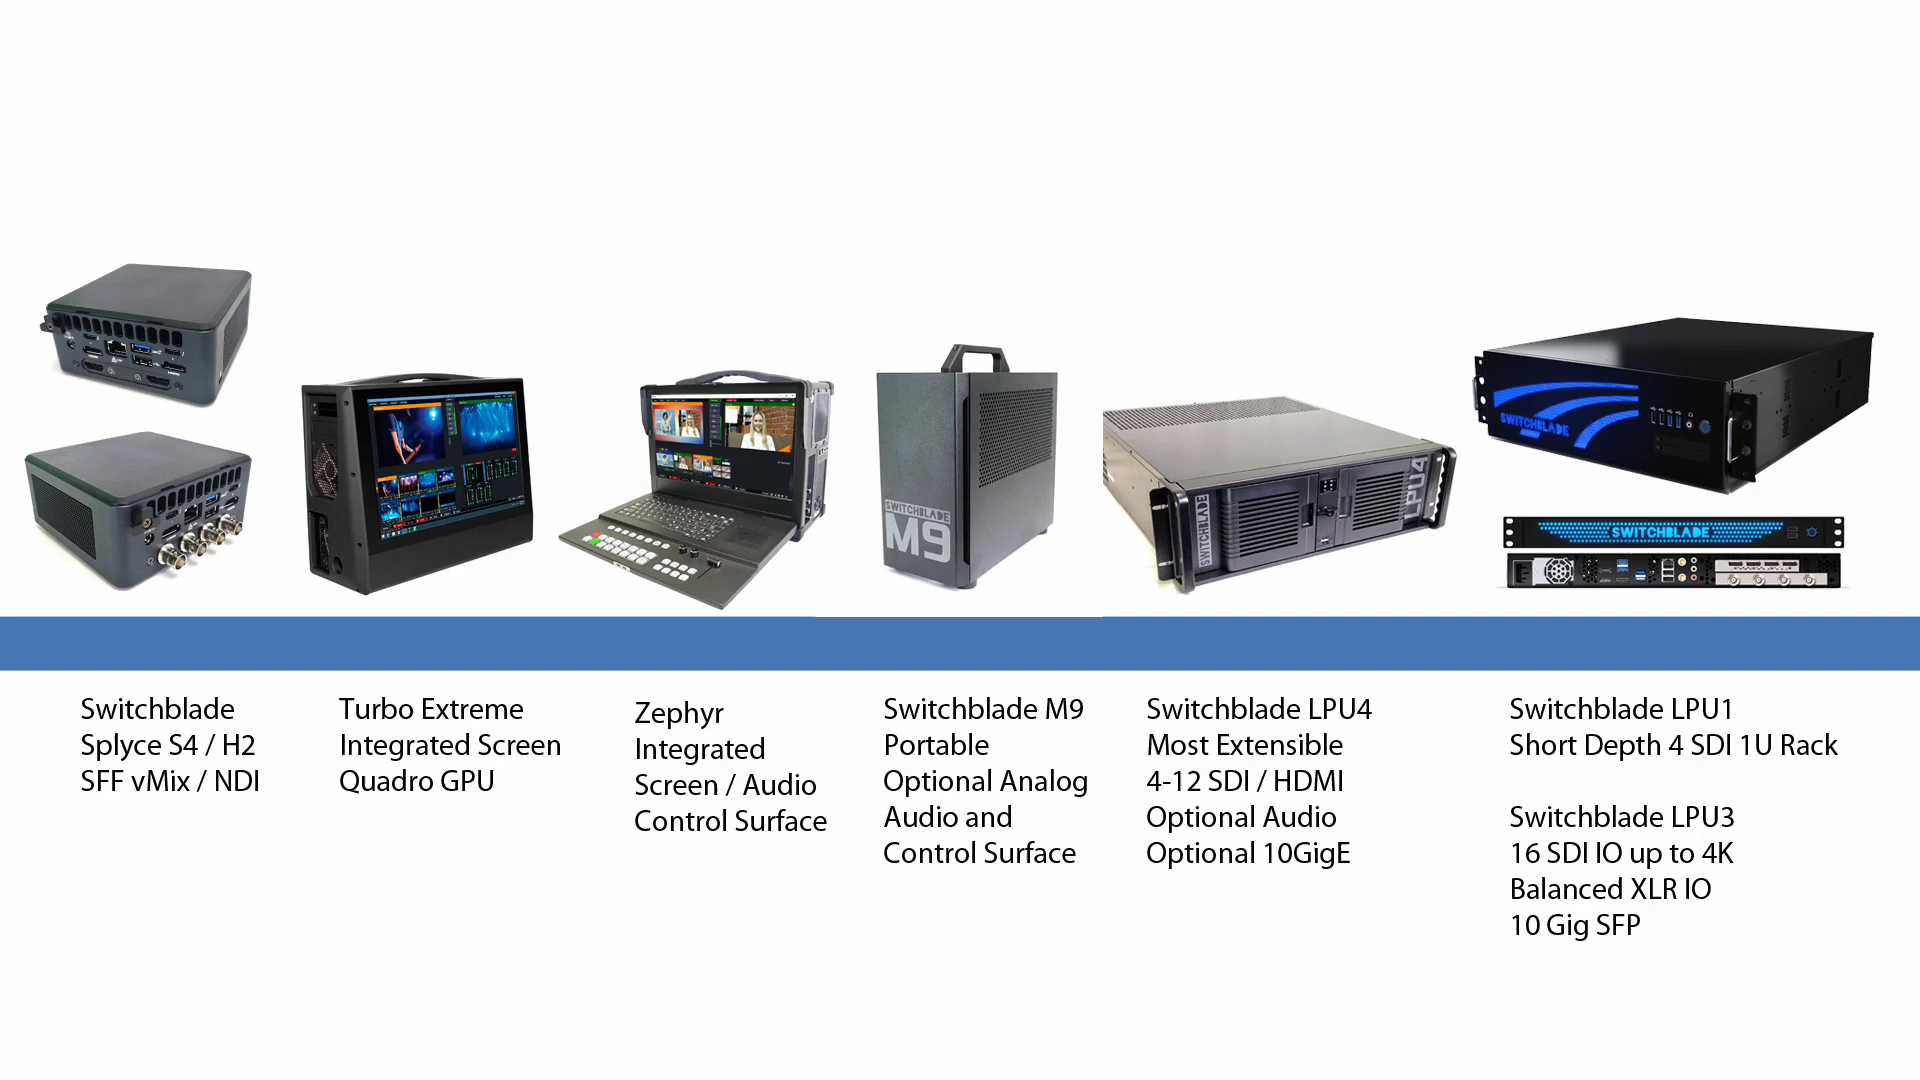 SWITCHBLADE
M9
SWITCHBLADE
LPU4
SWITCHBLADE
SWITCHBLADE
Switchblade
Splyce S4 / H2
SFF vMix / NDI
Turbo Extreme
Integrated Screen
Quadro GPU
Zephyr
Integrated
Screen / Audio
Control Surface
Switchblade M9
Portable
Optional Analog
Audio and
Control Surface
Switchblade LPU4
Most Extensible
4-12 SDI / HDMI
Optional Audio
Optional 10GigE
Switchblade LPU1
Short Depth 4 SDI 1U Rack
Switchblade LPU3
16 SDI IO up to 4K
Balanced XLR IO
10 Gig SFP